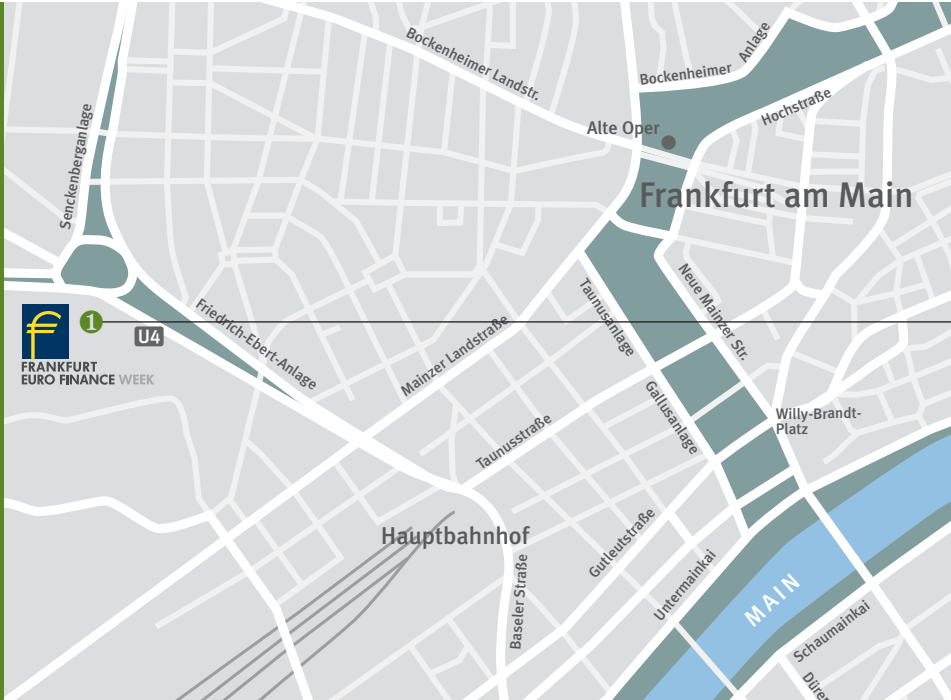 Bockenheimer Landstr.
Bockenheimer
Anlage
Hochstraße
Alte Oper
Senckenberganlage
Frankfurt am Main
1
U4
FRANKFURT
EURO FINANCE WEEK
Friedrich-Ebert-Anlage
Mainzer Landstraße
Taunusanlage
Neue Mainzer Str.
Gallusanlage
Willy-Brandt-
Platz
Taunusstraße
Hauptbahnhof
Gutleutstraße
Untermainkai
Baseler Straße
MAIN
Schaumainkai